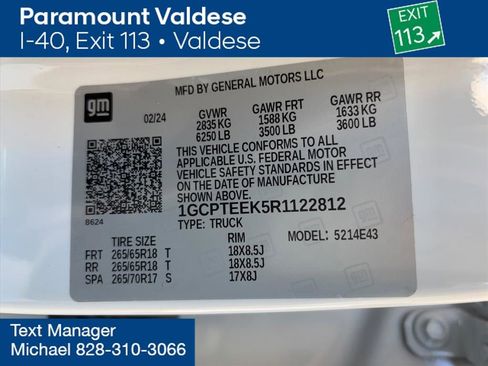 Paramount Valdese
I-40, Exit 113 • Valdese
EXIT
113
gm
02/24
MFD BY GENERAL MOTORS LLC
GVWR GAWR FRT GAWR RR
2835 KG 1588 KG 1633 KG
6250 LB 3500 LB 3600 LB
THIS VEHICLE CONFORMS TO ALL
APPLICABLE U.S. FEDERAL MOTOR
VEHICLE SAFETY STANDARDS IN EFFECT
ON THE DATE OF MANUFACTURE
SHOWN ABOVE.
1GCPTEEK5R1122812
8624
TYPE: TRUCK
MODEL: 5214E43
TIRE SIZE RIM
FRT 265/65R18 T 18X8.5J
RR 265/65R18 T 18X8.5J
SPA 265/70R17 S 17X8J
Text Manager
Michael 828-310-3066